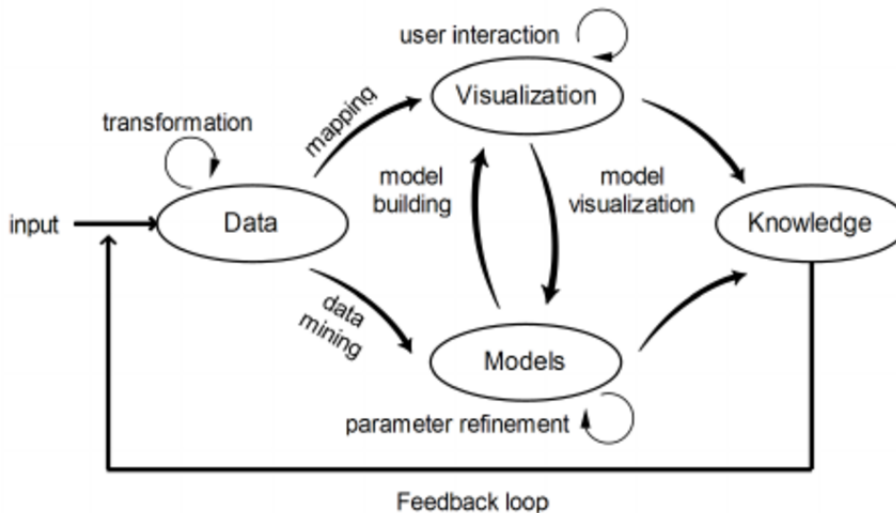 user interaction
Visualization
transformation
mapping
model
building
model
visualization
input
Data
Knowledge
data
mining
Models
parameter refinement
Feedback loop